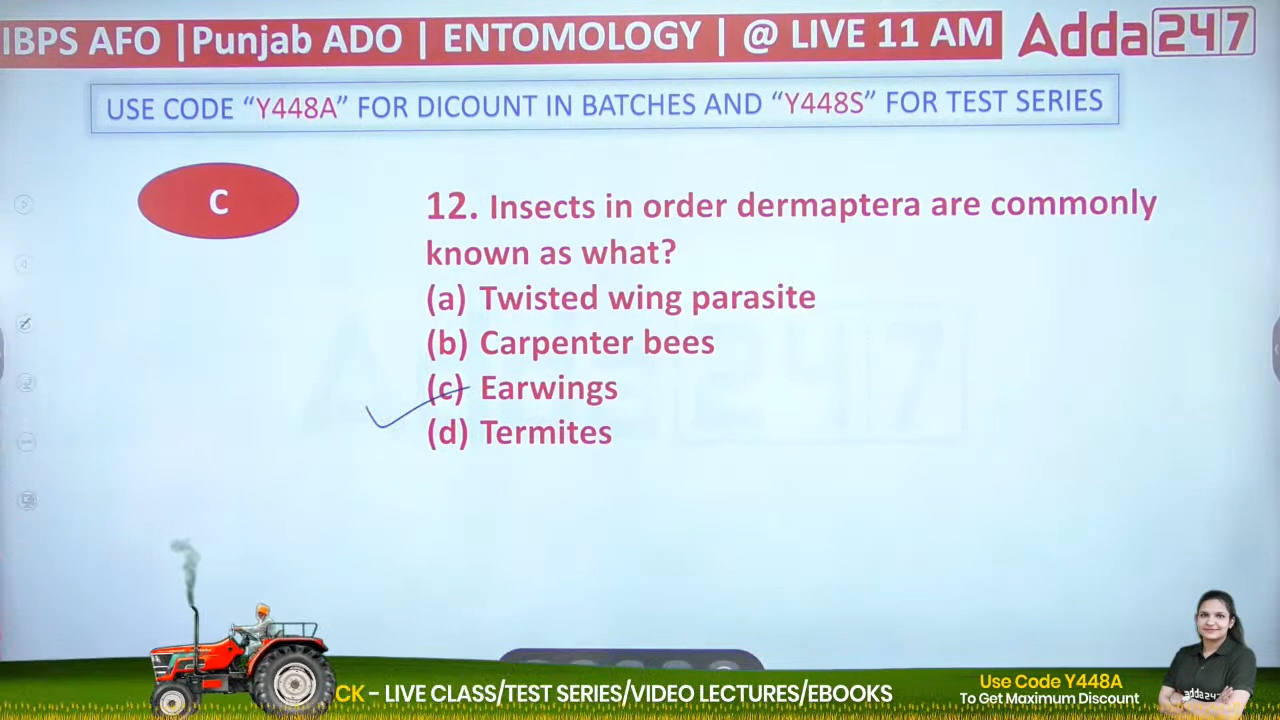 IBPS AFO |Punjab ADO | ENTOMOLOGY | @ LIVE 11 AM
Adda247
USE CODE “Y448A” FOR DICOUNT IN BATCHES AND “Y448S” FOR TEST SERIES
C
12. Insects in order dermaptera are commonly
known as what?
(a) Twisted wing parasite
(b) Carpenter bees
(c) Earwings
(d) Termites
CK - LIVE CLASS/TEST SERIES/VIDEO LECTURES/EBOOKS
Use Code Y448A
To Get Maximum Discount
adda247